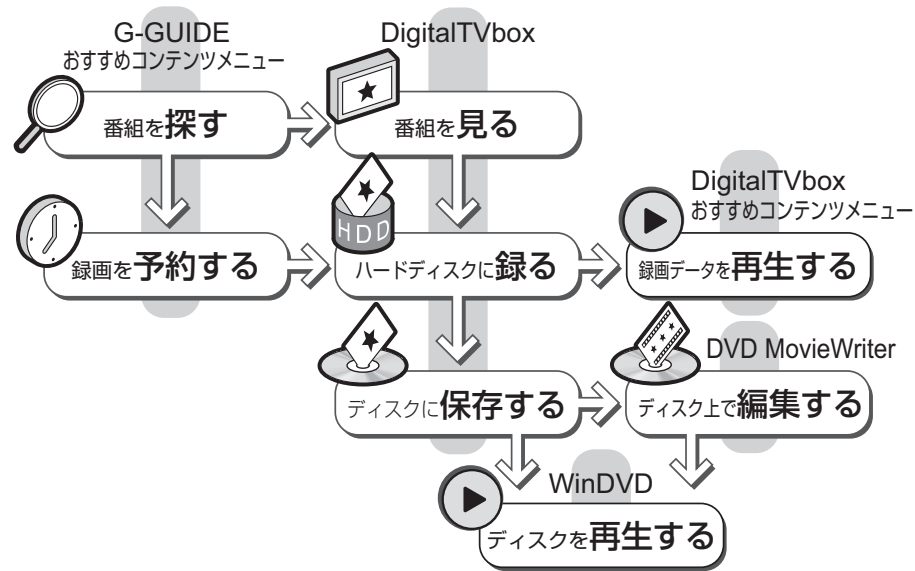 G-GUIDE
おすすめコンテンツメニュー
DigitalTVbox
番組を探す
番組を見る
DigitalTVbox
おすすめコンテンツメニュー
HDD
録画を予約する
ハードディスクに録る
録画データを再生する
DVD MovieWriter
ディスクに保存する
ディスク上で編集する
WinDVD
ディスクを再生する